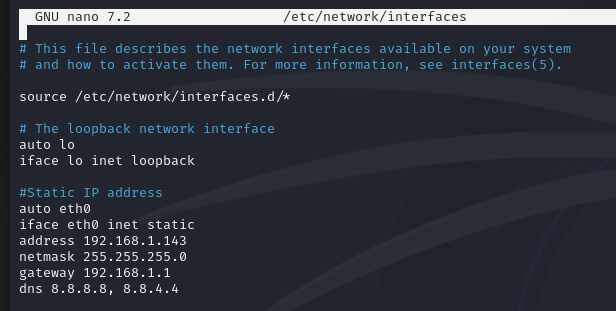 GNU nano 7.2 /etc/network/interfaces
# This file describes the network interfaces available on your system
# and how to activate them. For more information, see interfaces(5).
source /etc/network/interfaces.d/*
# The loopback network interface
auto lo
iface lo inet loopback
#Static IP address
auto eth0
iface eth0 inet static
address 192.168.1.143
netmask 255.255.255.0
gateway 192.168.1.1
dns 8.8.8.8, 8.8.4.4